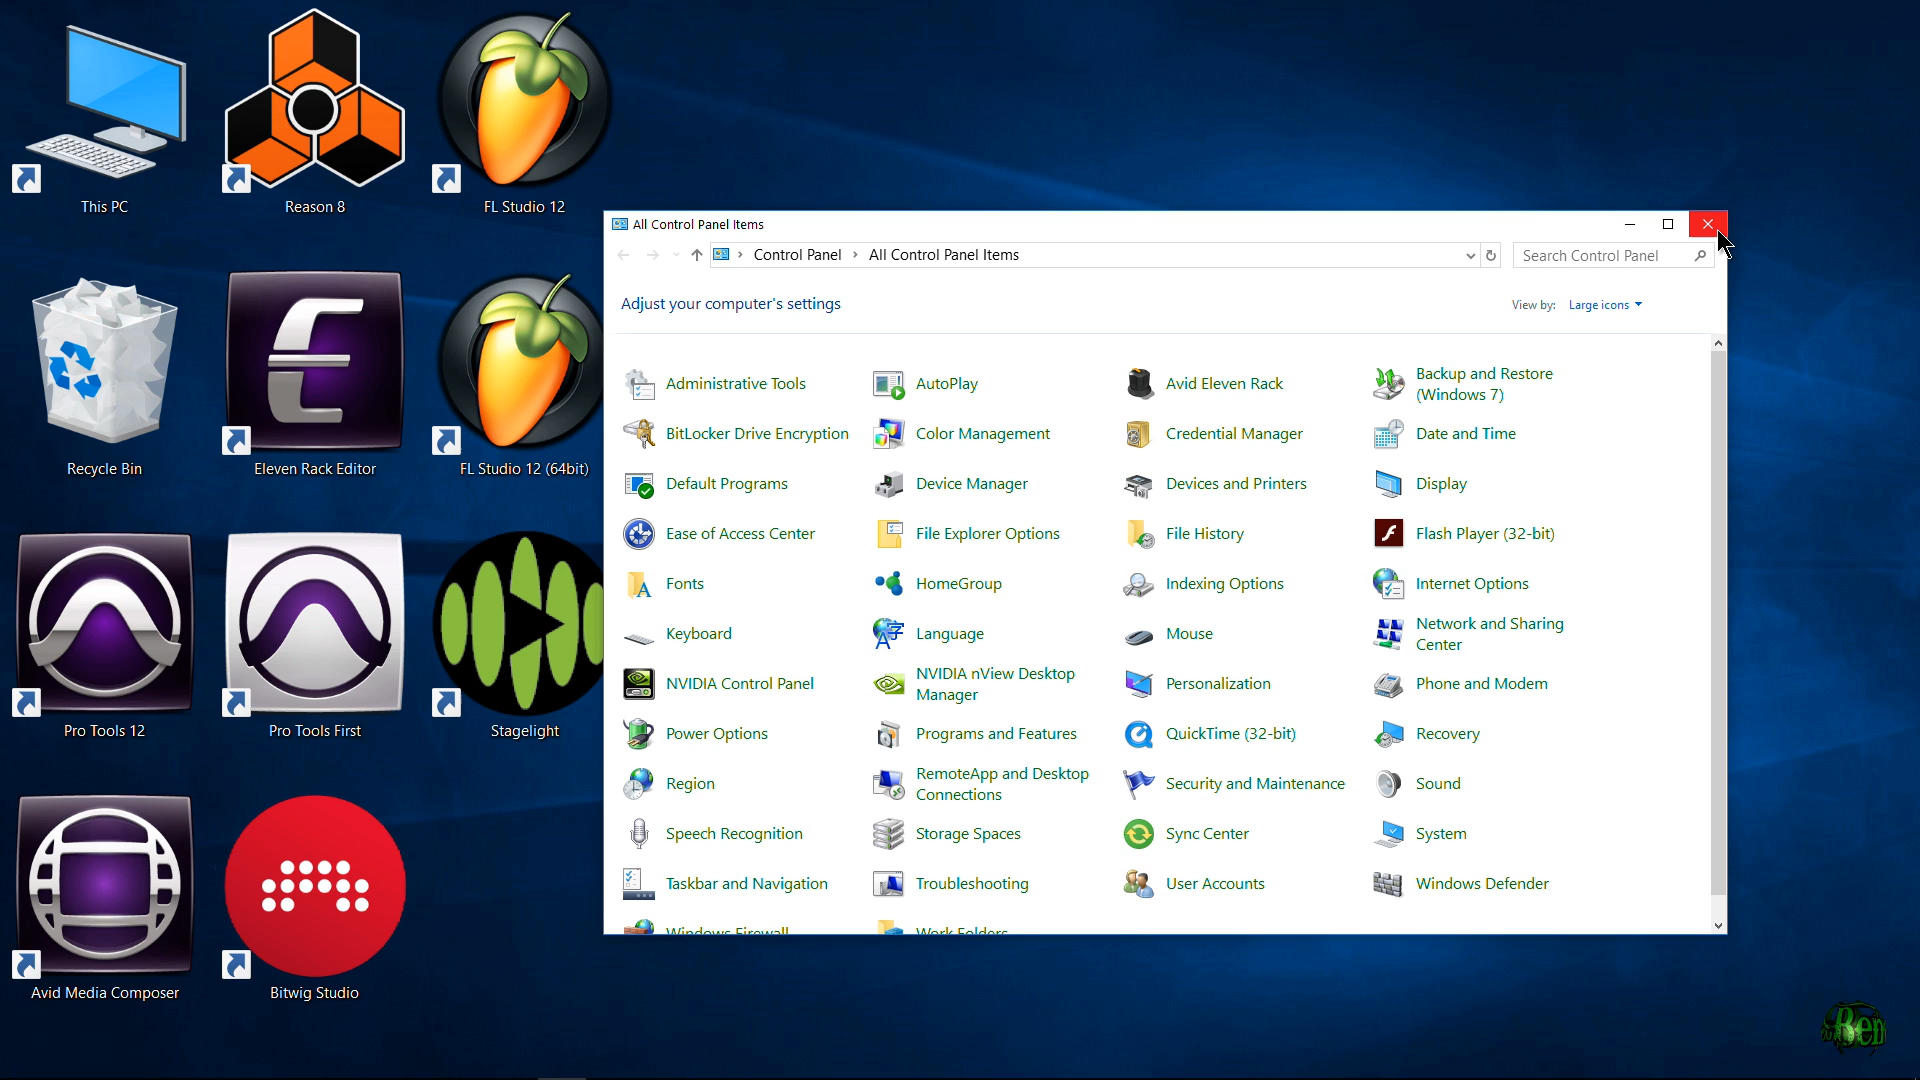 This PC
Reason 8
FL Studio 12
Recycle Bin
Eleven Rack Editor
FL Studio 12 (64bit)
Pro Tools 12
Pro Tools First
Stagelight
Avid Media Composer
Bitwig Studio
All Control Panel Items
Control Panel
All Control Panel Items
Search Control Panel
Adjust your computer's settings
View by: Large icons
Administrative Tools
AutoPlay
Avid Eleven Rack
Backup and Restore
(Windows 7)
BitLocker Drive Encryption
Color Management
Credential Manager
Date and Time
Default Programs
Device Manager
Devices and Printers
Display
Ease of Access Center
File Explorer Options
File History
Flash Player (32-bit)
Fonts
HomeGroup
Indexing Options
Internet Options
Keyboard
Language
Mouse
Network and Sharing
Center
NVIDIA Control Panel
NVIDIA nView Desktop
Manager
Personalization
Phone and Modem
Power Options
Programs and Features
QuickTime (32-bit)
Recovery
Region
RemoteApp and Desktop
Connections
Security and Maintenance
Sound
Speech Recognition
Storage Spaces
Sync Center
System
Taskbar and Navigation
Troubleshooting
User Accounts
Windows Defender
Windows Firewall
Work Folders
Ben